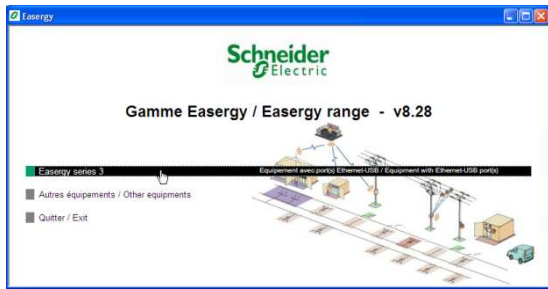 Easergy
Schneider
Electric
Gamme Easergy / Easergy range - v8.28
Easergy series 3
Equipement avec port(s) Ethernet-USB / Equipment with Ethernet-USB port(s)
Autres équipements / Other equipments
Quitter / Exit